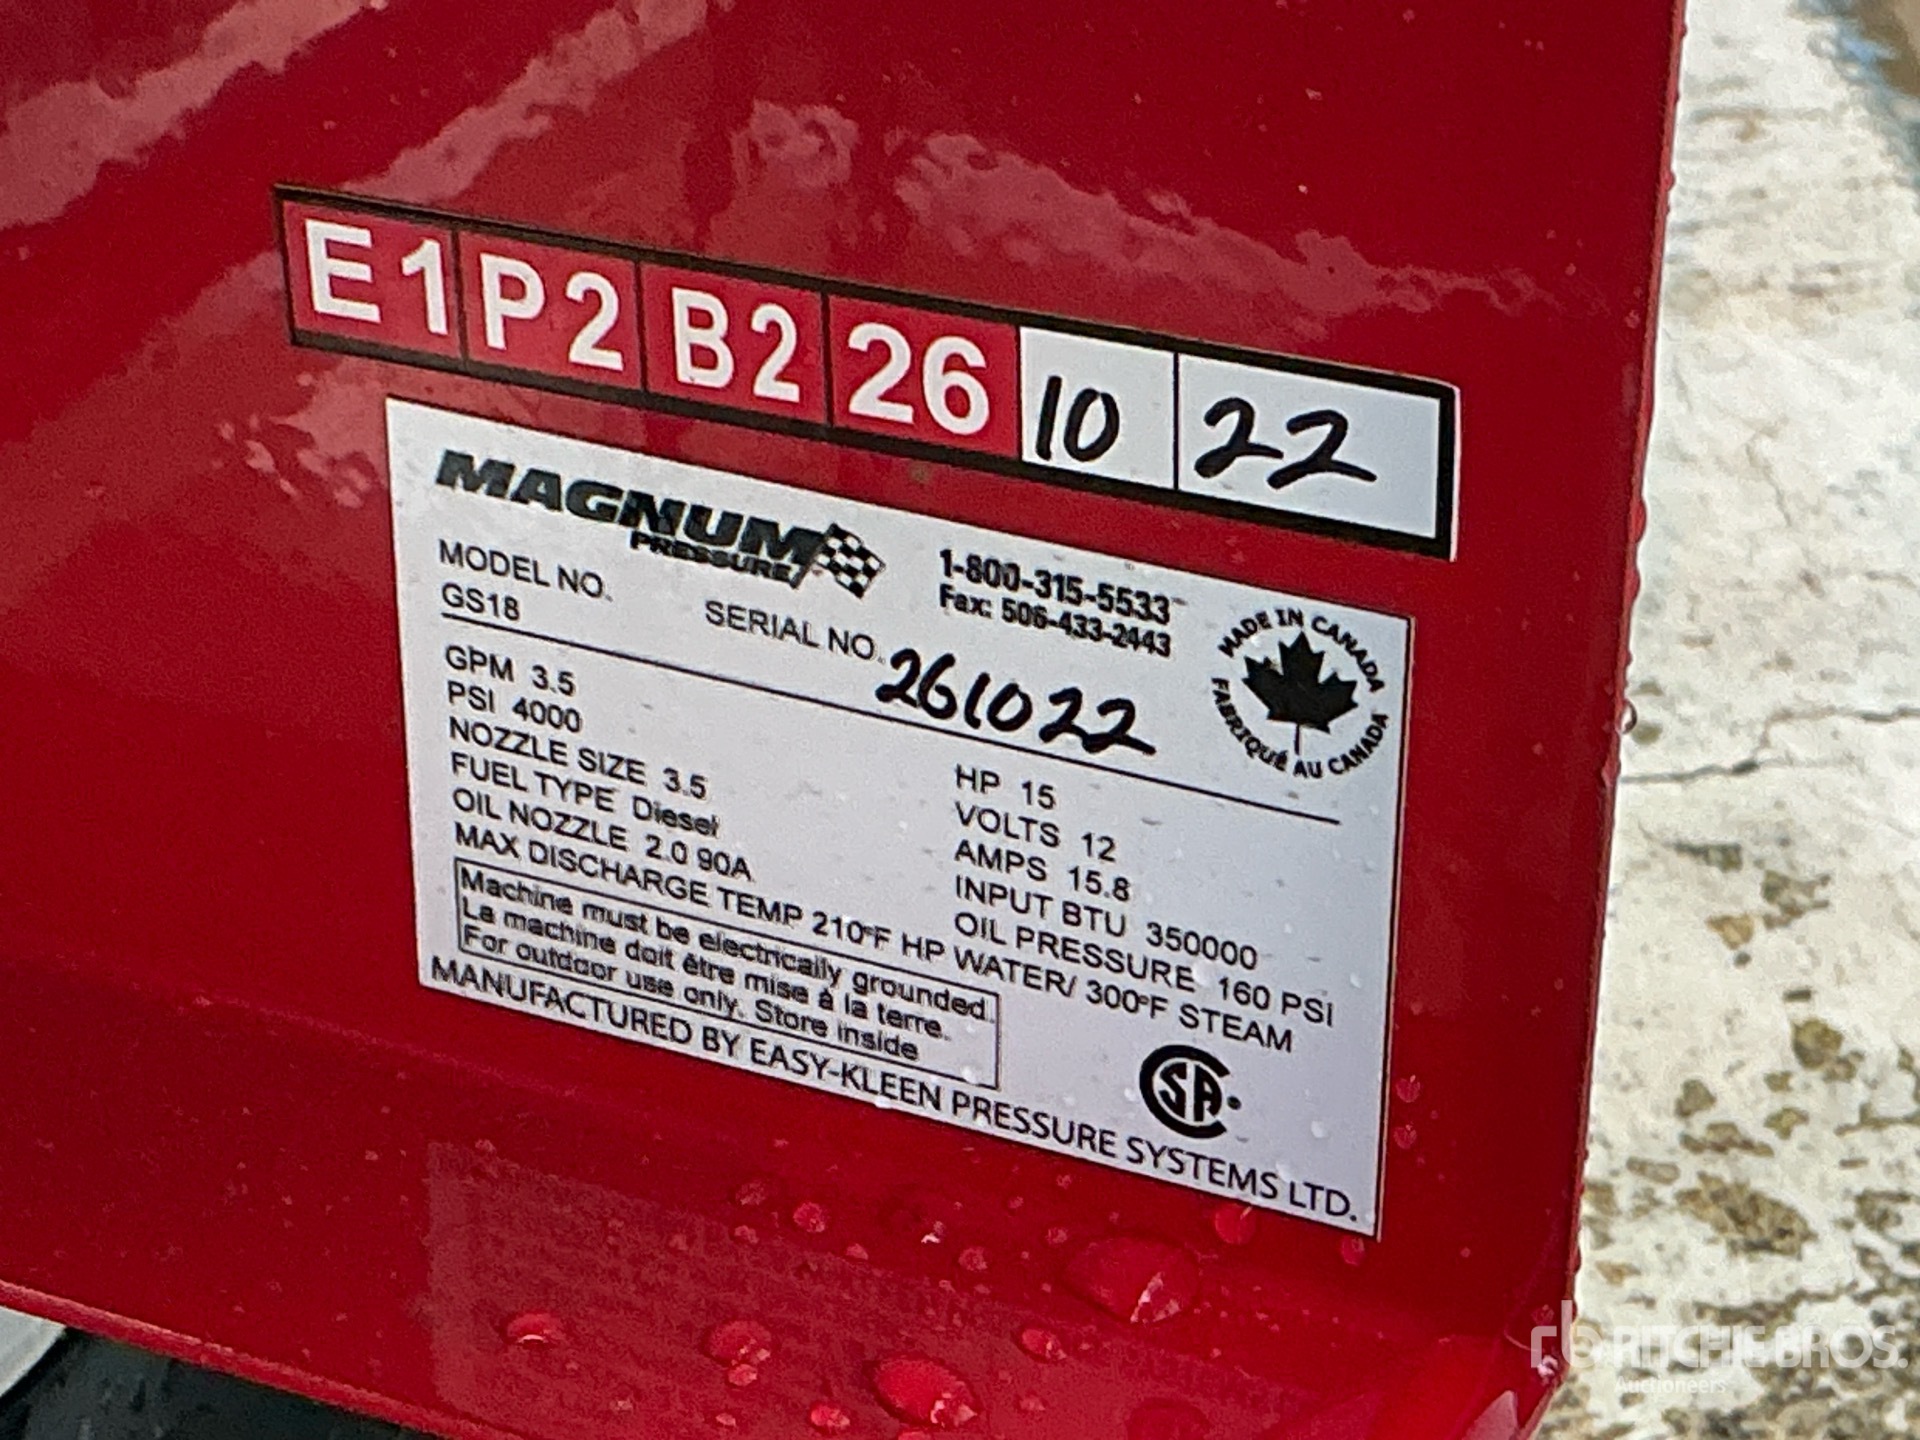 E1 P2 B2 26 10 22
MAGNUM
PRESSURE
1-800-315-5533
Fax: 506-433-2443
MADE IN CANADA
FABRIQUÉ AU CANADA
MODEL NO.
GS18
SERIAL NO. 261022
GPM 3.5
PSI 4000
NOZZLE SIZE 3.5
FUEL TYPE Diesel
OIL NOZZLE 2.0 90A
HP 15
VOLTS 12
AMPS 15.8
INPUT BTU 350000
OIL PRESSURE 160 PSI
MAX DISCHARGE TEMP 210°F HP WATER/ 300°F STEAM
Machine must be electrically grounded.
La machine doit être mise à la terre.
For outdoor use only. Store inside
SA
MANUFACTURED BY EASY-KLEEN PRESSURE SYSTEMS LTD.
rb RITCHIE BROS.
Auctioneers